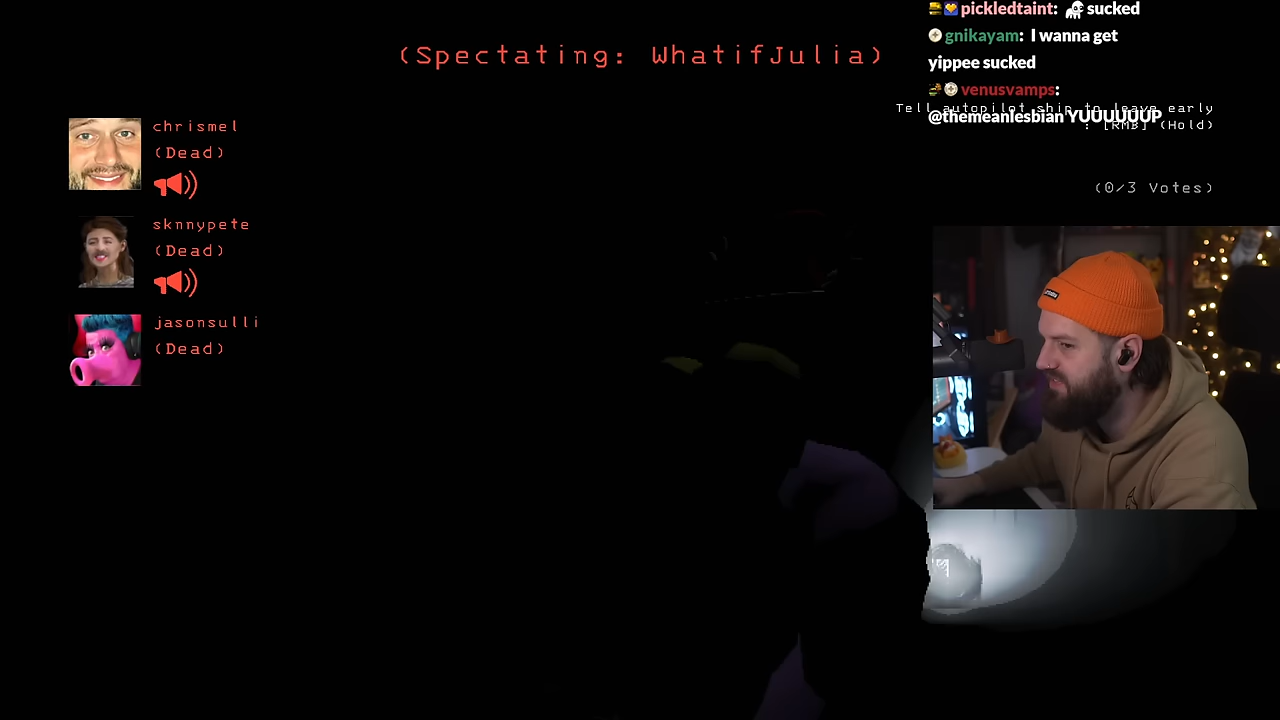 pickledtaint: sucked
gnikayam: I wanna get
yippee sucked
venusvamps:
@themeanlesbian YUUUUUUP
(Spectating: WhatifJulia)
Tell autopilot ship to leave early
: [RMB] (Hold)
(0/3 Votes)
chrismel
(Dead)
sknnypete
(Dead)
jasonsulli
(Dead)